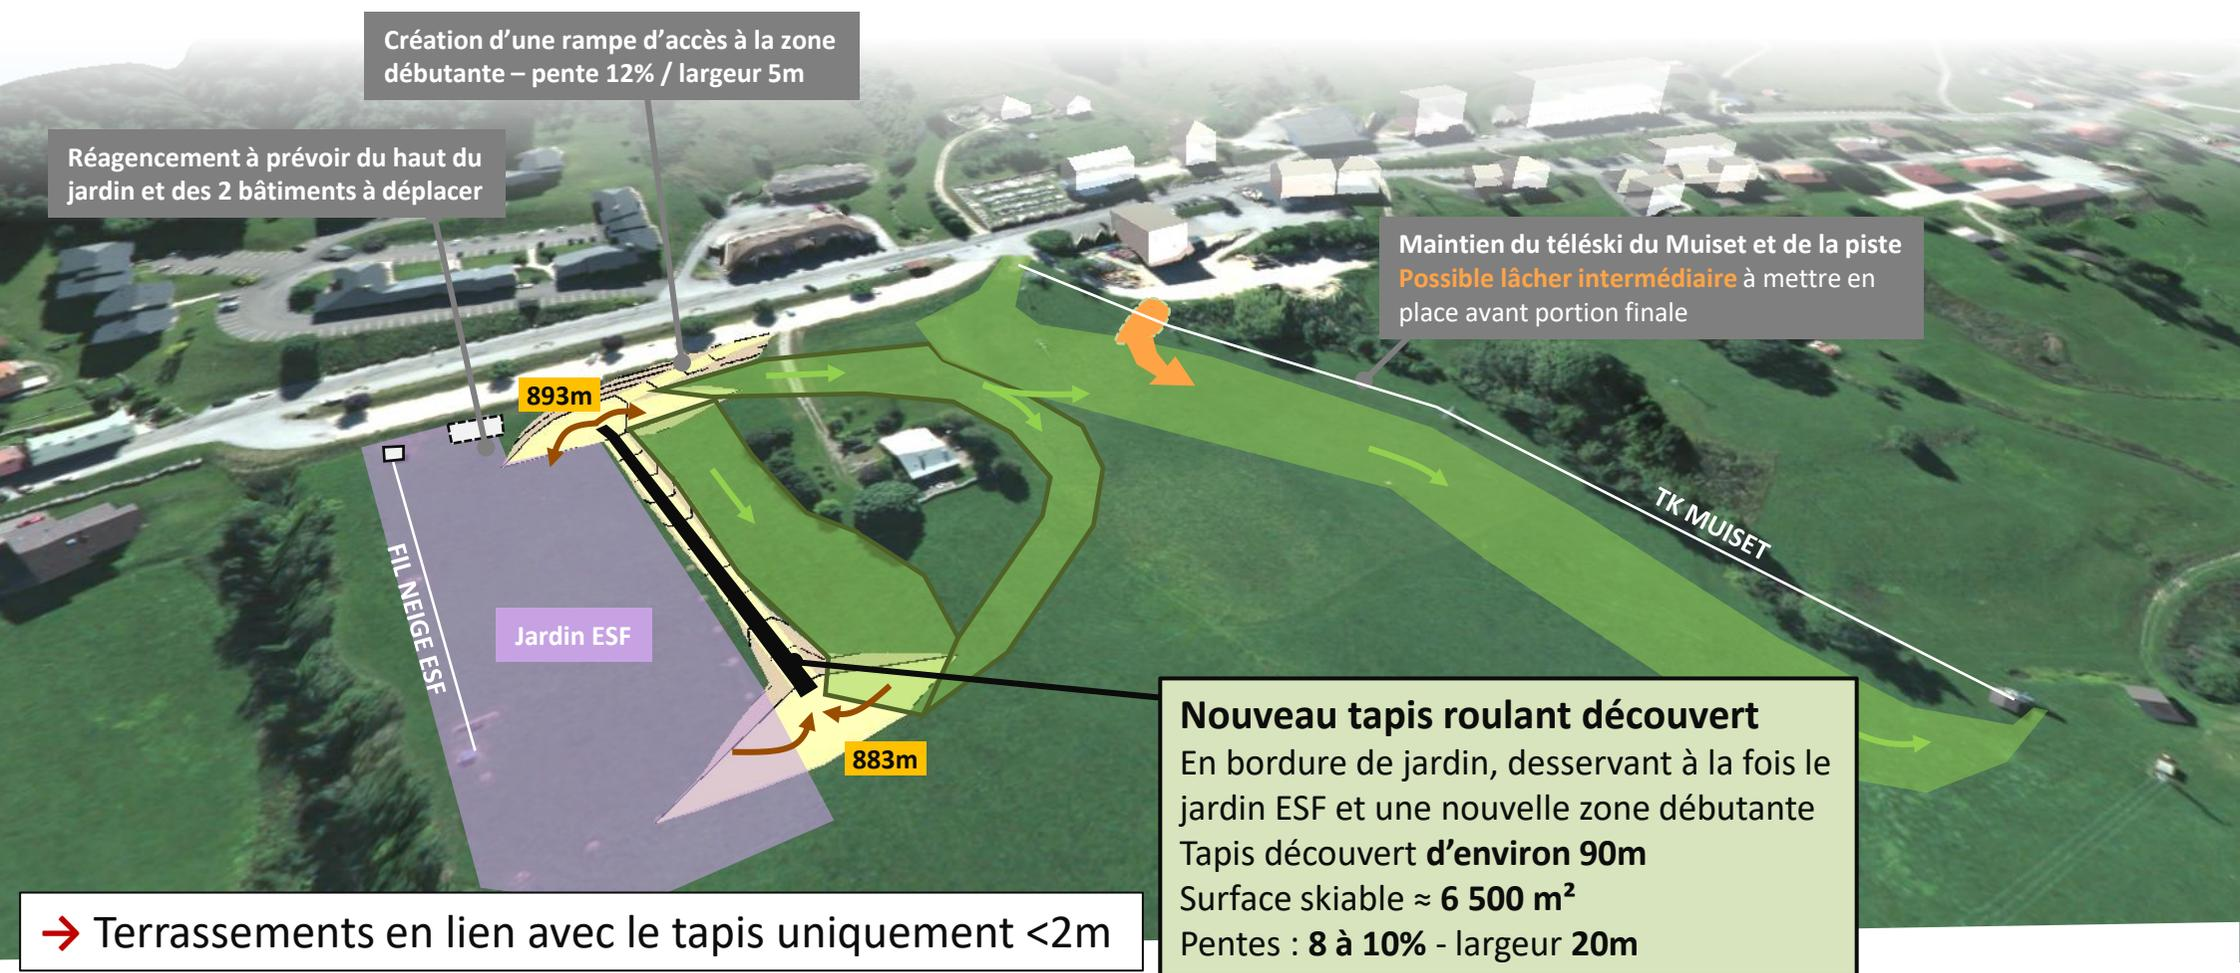 Création d’une rampe d’accès à la zone
débutante – pente 12% / largeur 5m
Réagencement à prévoir du haut du
jardin et des 2 bâtiments à déplacer
Maintien du téléski du Muiset et de la piste
Possible lâcher intermédiaire à mettre en
place avant portion finale
893m
TK MUISET
FIL NEIGE ESF
Jardin ESF
883m
Nouveau tapis roulant découvert
En bordure de jardin, desservant à la fois le
jardin ESF et une nouvelle zone débutante
Tapis découvert d’environ 90m
Surface skiable ≈ 6 500 m²
Pentes : 8 à 10% - largeur 20m
→ Terrassements en lien avec le tapis uniquement <2m